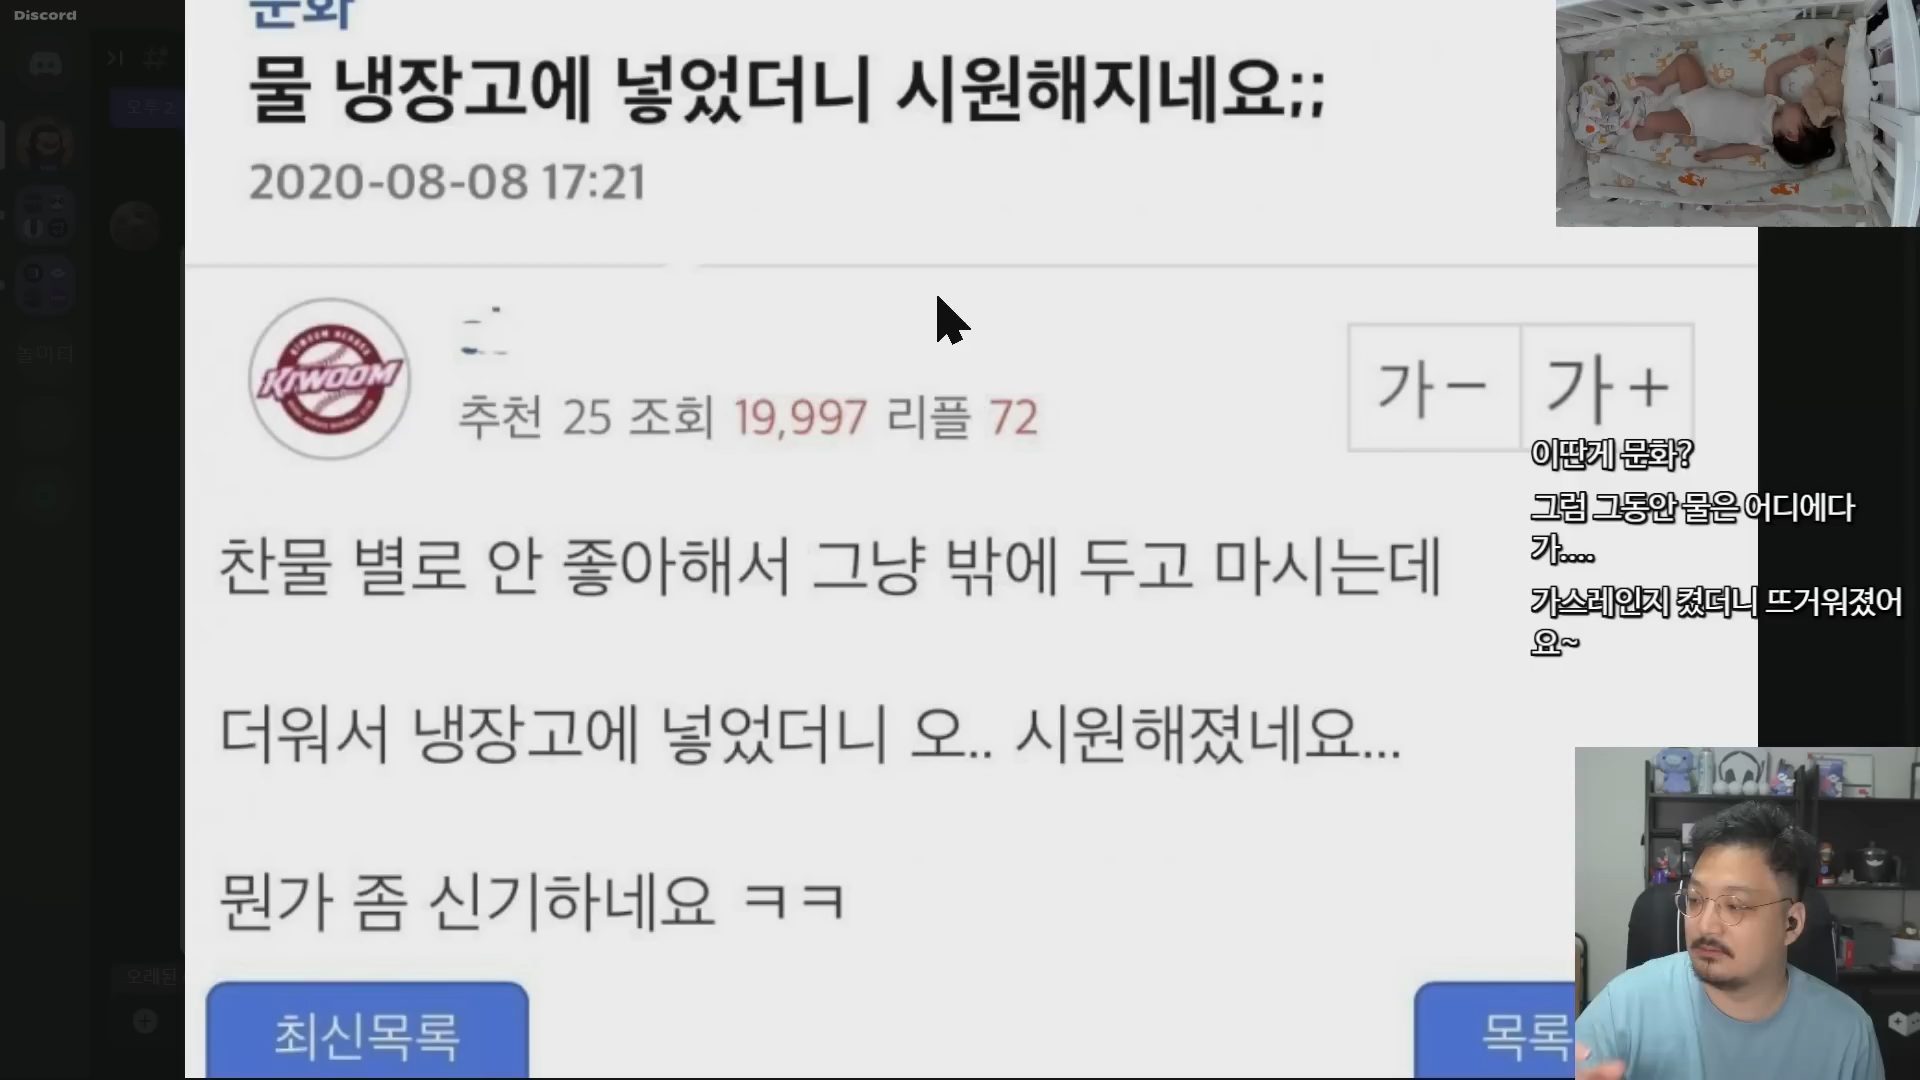 Discord
문화
물 냉장고에 넣었더니 시원해지네요;;
2020-08-08 17:21
KIWOOM
추천 25 조회 19,997 리플 72
가－ 가＋
찬물 별로 안 좋아해서 그냥 밖에 두고 마시는데
더워서 냉장고에 넣었더니 오.. 시원해졌네요...
뭔가 좀 신기하네요 ㅋㅋ
최신목록
목록
이딴게 문화?
그럼 그동안 물은 어디에다
가....
가스레인지 켰더니 뜨거워졌어
요~
오래된